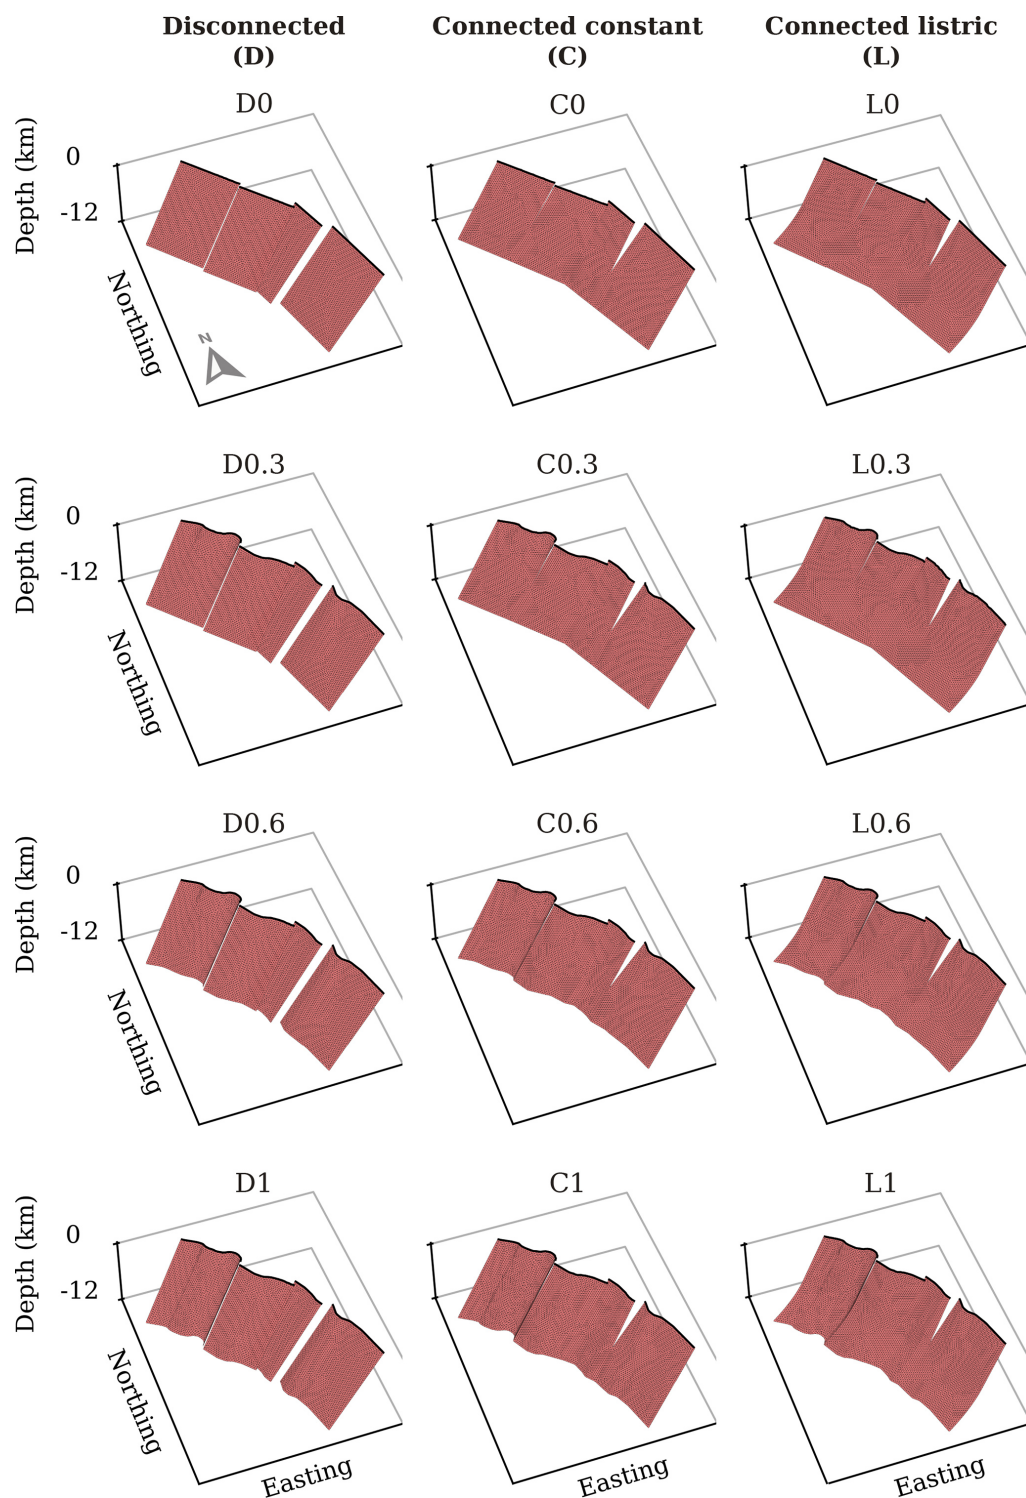 Disconnected
(D)
Connected constant
(C)
Connected listric
(L)
D0
C0
L0
Depth (km)
0
-12
Northing
N
D0.3
C0.3
L0.3
Depth (km)
0
-12
Northing
D0.6
C0.6
L0.6
Depth (km)
0
-12
Northing
D1
C1
L1
Depth (km)
0
-12
Northing
Easting
Easting
Easting